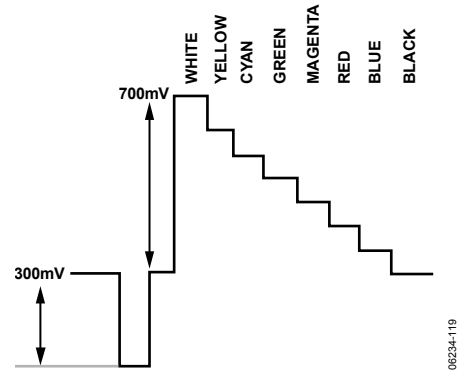 WHITE
YELLOW
CYAN
GREEN
MAGENTA
RED
BLUE
BLACK
700mV
300mV
06234-119